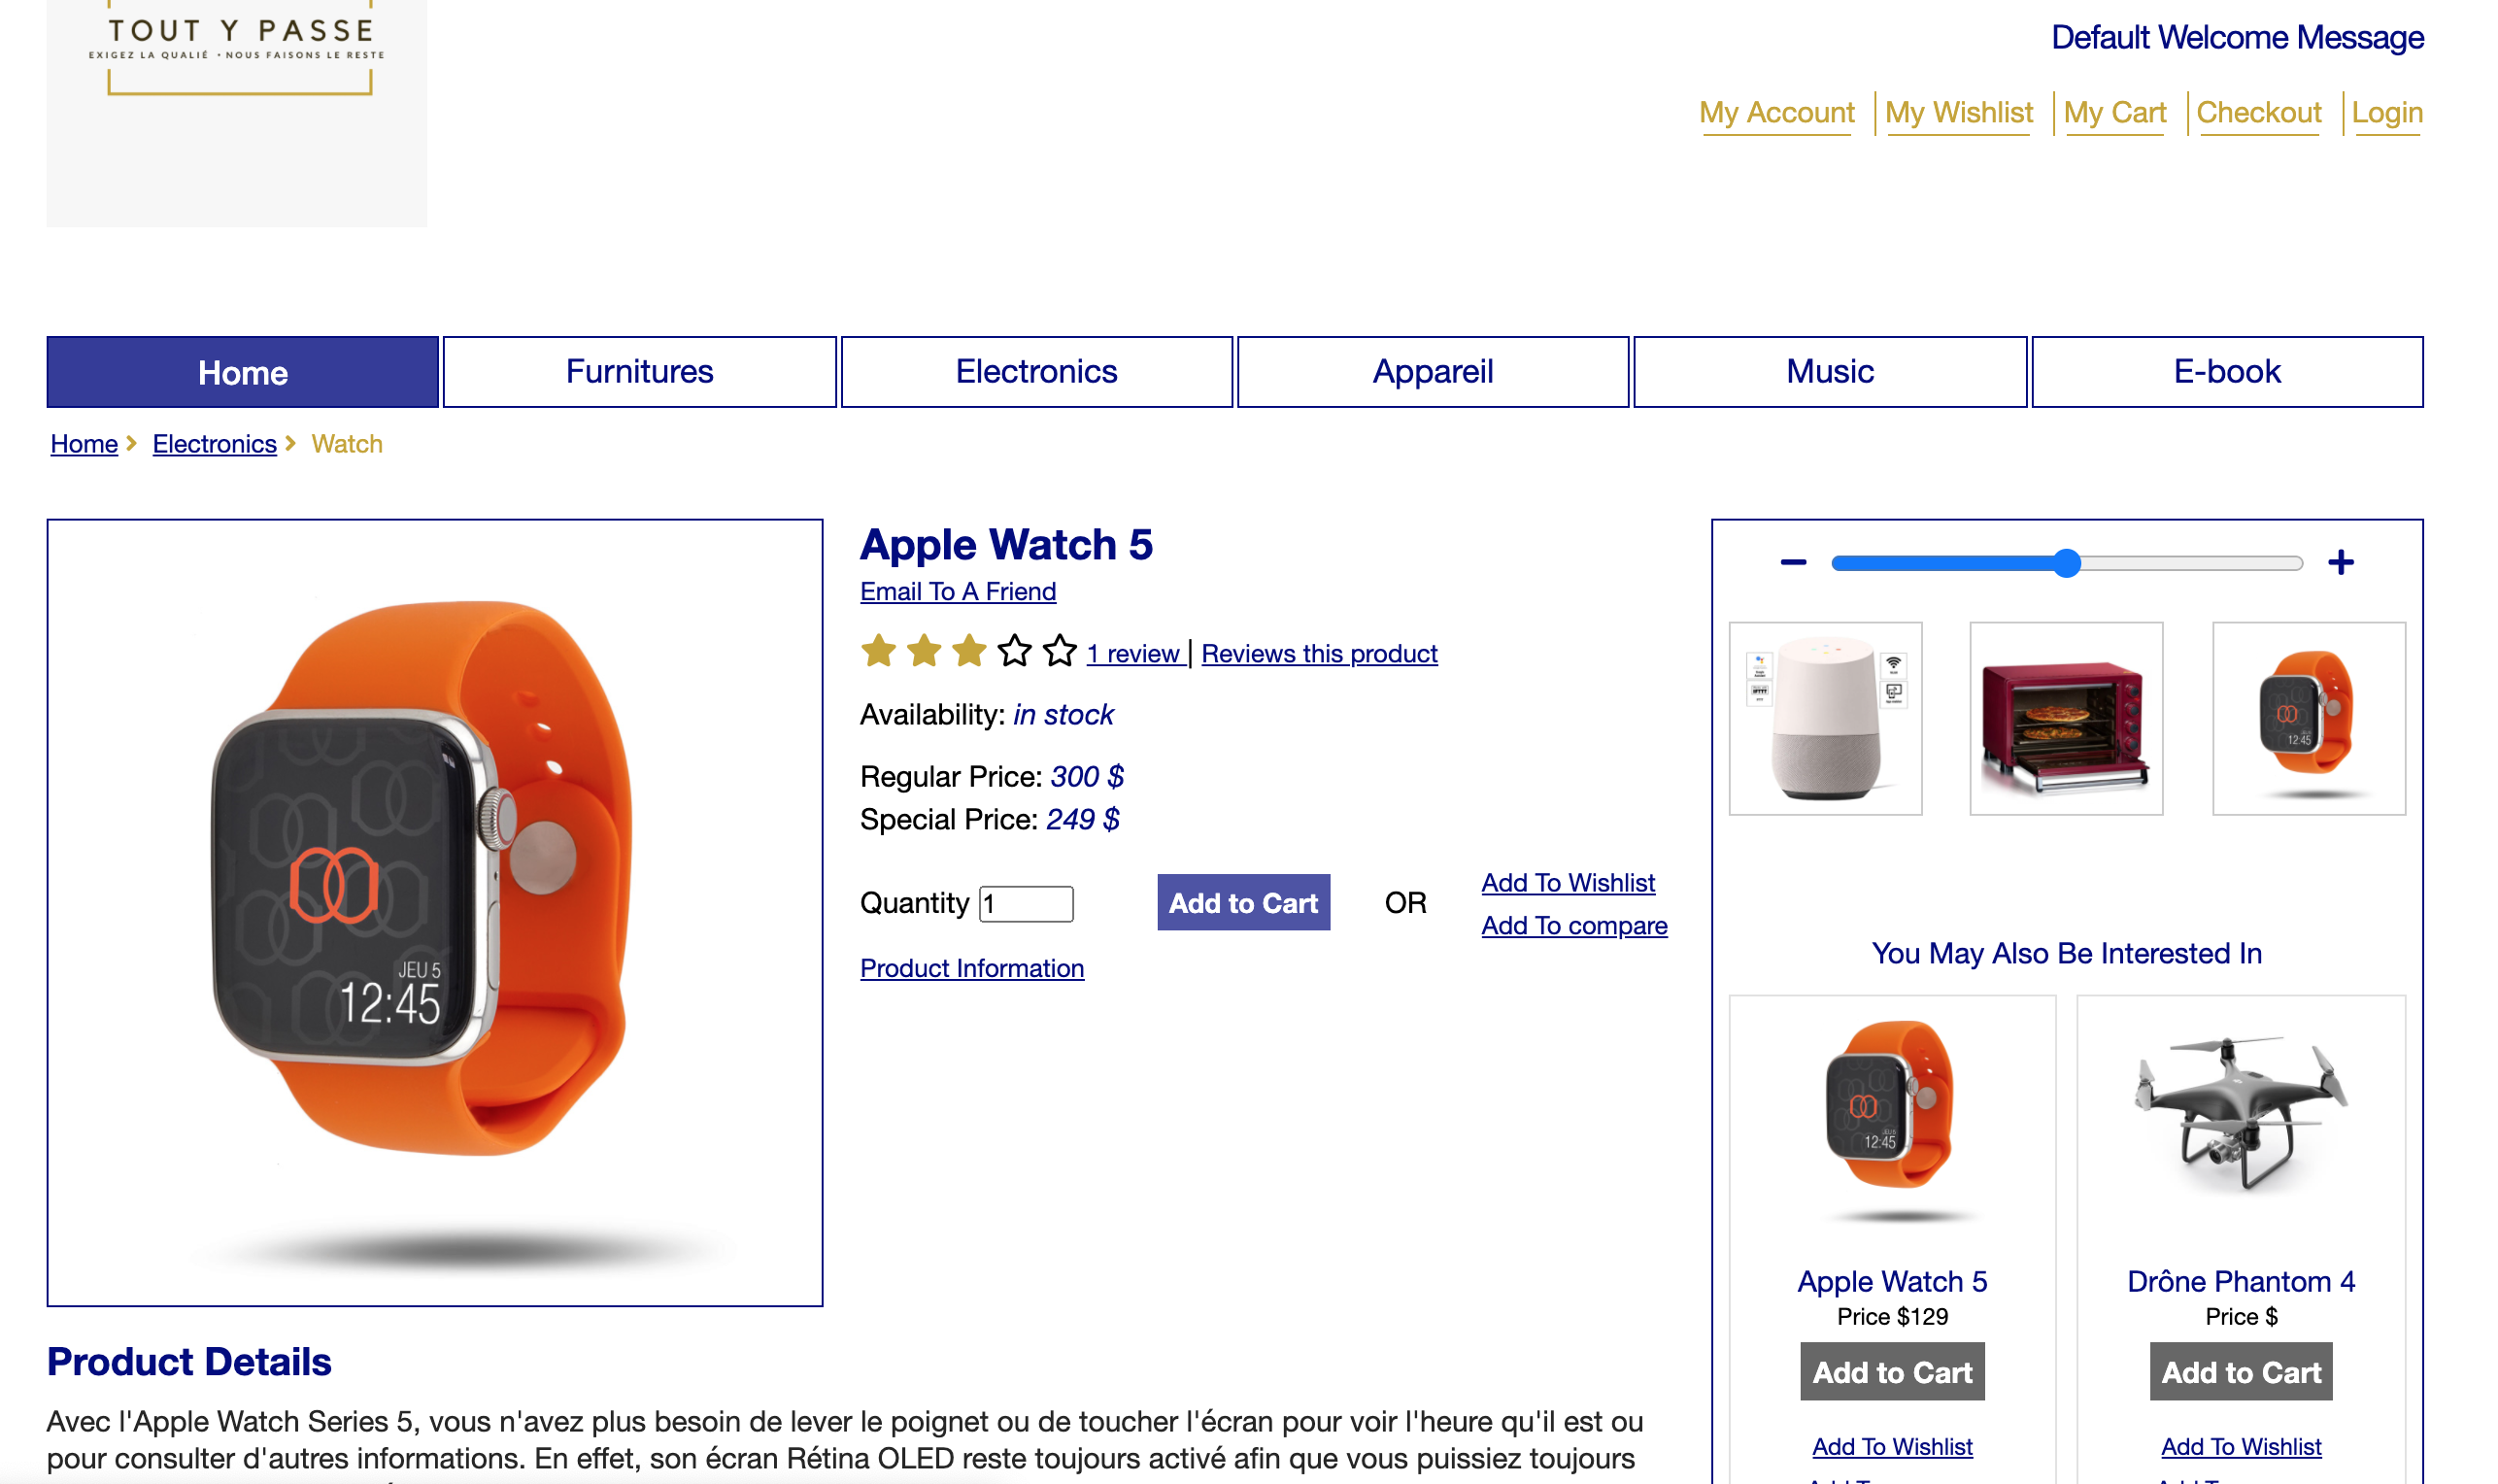 TOUT Y PASSE
EXIGEZ LA QUALIÉ • NOUS FAISONS LE RESTE
Default Welcome Message
My Account My Wishlist My Cart Checkout Login
Home Furnitures Electronics Appareil Music E-book
Home Electronics Watch
Apple Watch 5
Email To A Friend
1 review | Reviews this product
Availability: in stock
Regular Price: 300 $
Special Price: 249 $
Quantity 1 Add to Cart OR
Add To Wishlist
Add To compare
Product Information
JEU 5
12:45
Product Details
Avec l'Apple Watch Series 5, vous n'avez plus besoin de lever le poignet ou de toucher l'écran pour voir l'heure qu'il est ou
pour consulter d'autres informations. En effet, son écran Rétina OLED reste toujours activé afin que vous puissiez toujours
12:45
You May Also Be Interested In
JEU 5
12:45
Apple Watch 5
Price $129
Add to Cart
Add To Wishlist
Drône Phantom 4
Price $
Add to Cart
Add To Wishlist